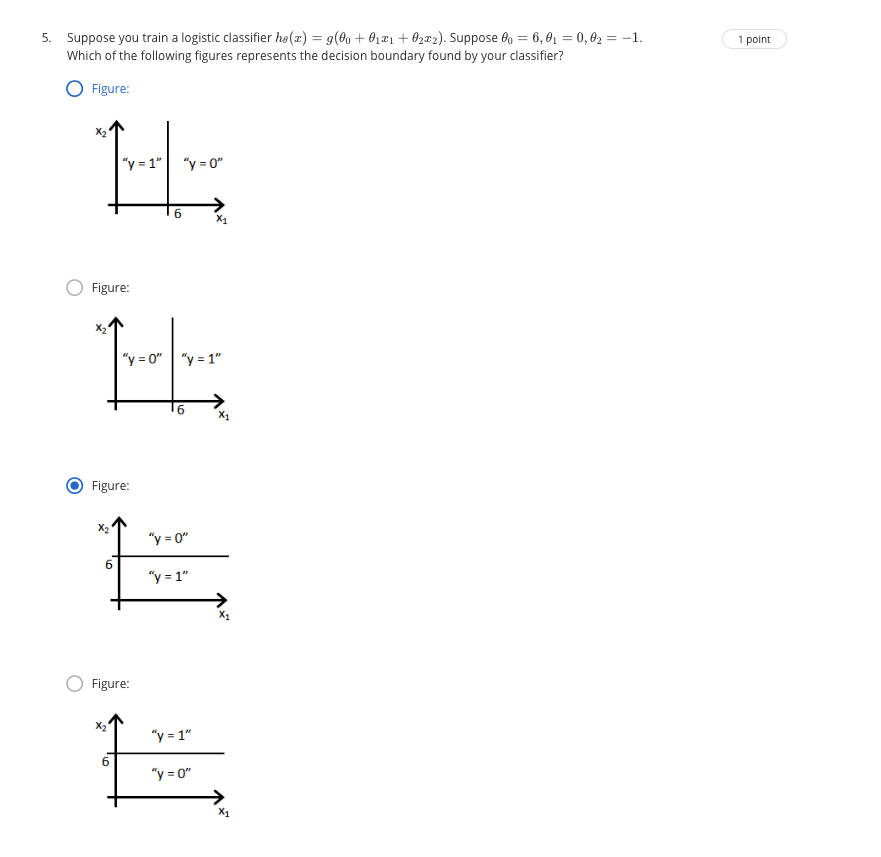 5. Suppose you train a logistic classifier hθ(x) = g(θ0 + θ1x1 + θ2x2). Suppose θ0 = 6, θ1 = 0, θ2 = −1. 1 point
Which of the following figures represents the decision boundary found by your classifier?
Figure:
x2
“y = 1” “y = 0”
6
x1
Figure:
x2
“y = 0” “y = 1”
6
x1
Figure:
x2
“y = 0”
6
“y = 1”
x1
Figure:
x2
“y = 1”
6
“y = 0”
x1